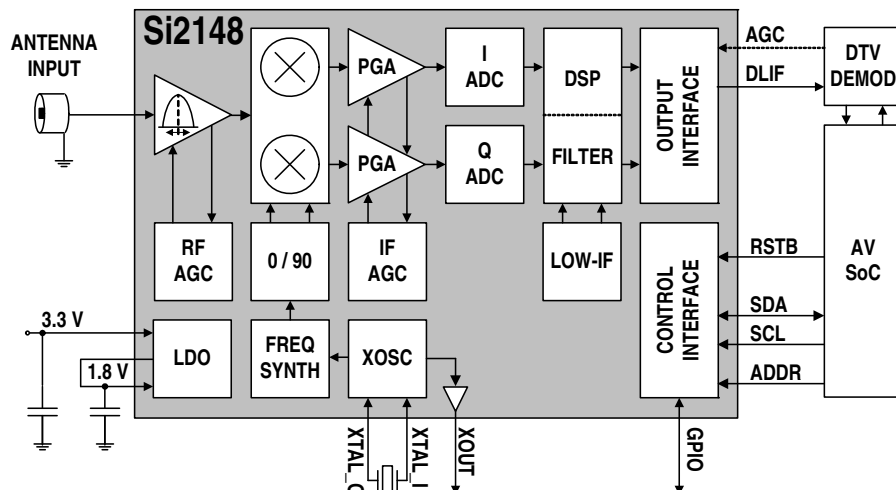 Si2148
ANTENNA
INPUT
PGA
PGA
I
ADC
Q
ADC
DSP
FILTER
OUTPUT
INTERFACE
AGC
DLIF
DTV
DEMOD
RF
AGC
0 / 90
IF
AGC
LOW-IF
CONTROL
INTERFACE
RSTB
SDA
SCL
ADDR
AV
SoC
3.3 V
1.8 V
LDO
FREQ
SYNTH
XOSC
XTAL_I
XOUT
GPIO